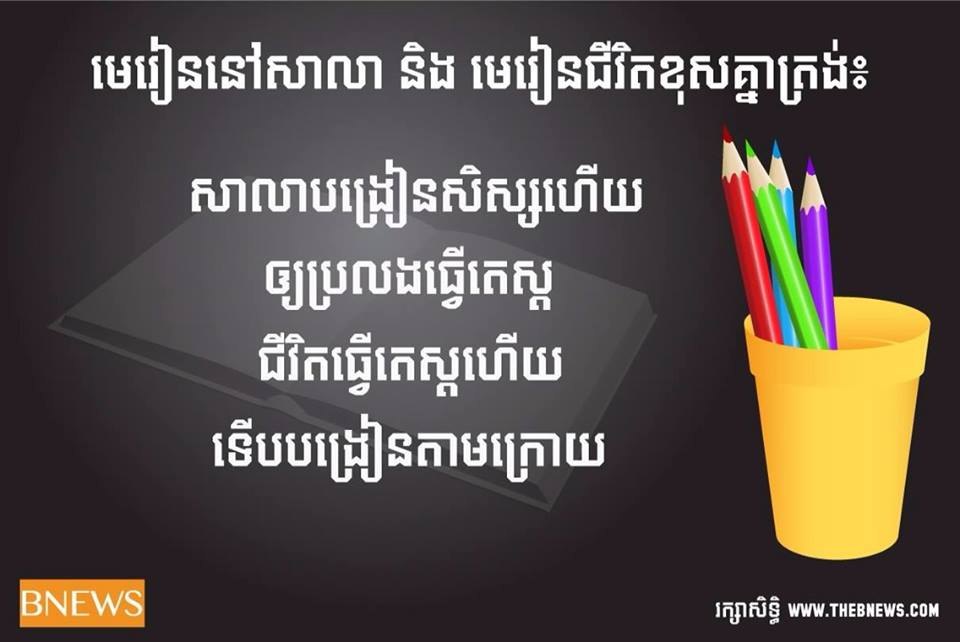 មេរៀននៅសាលា និង មេរៀនជីវិតខុសគ្នាត្រង់៖
សាលាបង្រៀនសិស្សហើយ
ឲ្យប្រលងធ្វើតេស្ត
ជីវិតធ្វើតេស្តហើយ
ទើបបង្រៀនតាមក្រោយ
BNEWS
រក្សាសិទ្ធិ WWW.THEBNEWS.COM